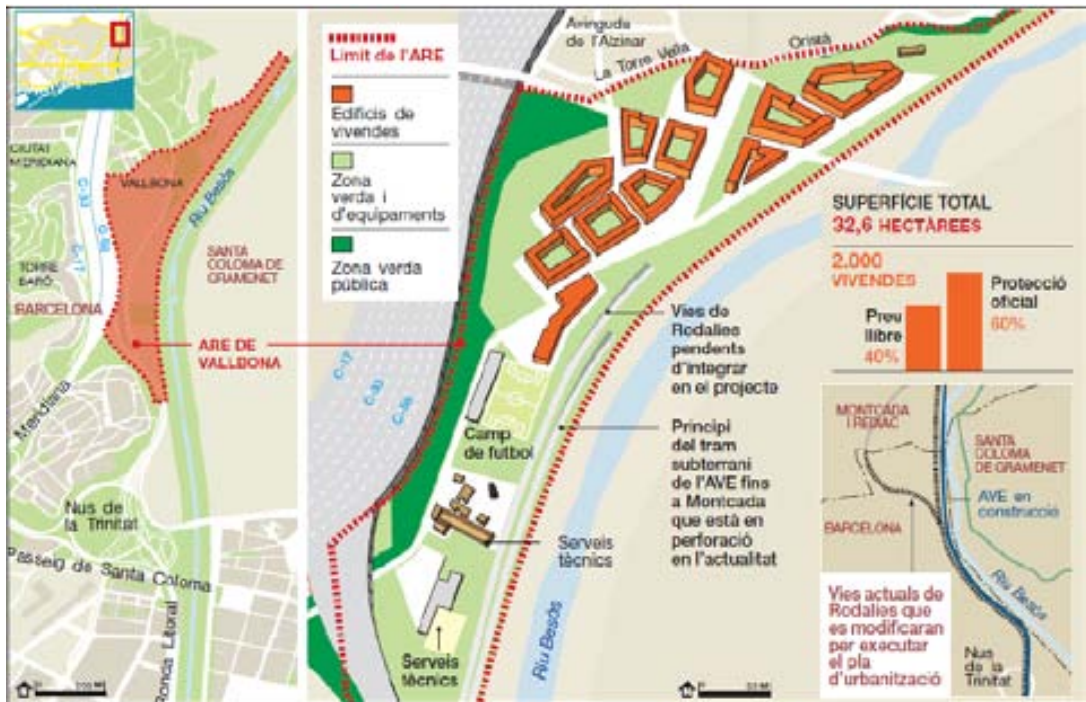 CIUTAT
MERIDIANA
VALLBONA
C-33
C-58
C-17
Riu Besòs
TORRE
BARÓ
SANTA
COLOMA DE
GRAMENET
BARCELONA
ARE DE
VALLBONA
Meridiana
Nus de
la Trinitat
Passeig de Santa Coloma
Ronda Litoral
Límit de l'ARE
Edificis de
vivendes
Zona
verda i
d'equipaments
Zona verda
pública
Avinguda
de l'Alzinar
La Torre Vella
Oristà
C-17
C-33
C-58
Camp
de futbol
Serveis
tècnics
Serveis
tècnics
Riu Besòs
Vies de
Rodalies
pendents
d'integrar
en el projecte
Principi
del tram
subterrani
de l'AVE fins
a Montcada
que està en
perforació
en l'actualitat
SUPERFÍCIE TOTAL
32,6 HECTÀREES
2.000
VIVENDES
Preu
lliure
40%
Protecció
oficial
60%
MONTCADA
I REIXAC
SANTA
COLOMA
DE GRAMENET
AVE en
construcció
BARCELONA
Riu Besòs
Vies actuals de
Rodalies que
es modificaran
per executar
el pla
d'urbanització
Nus de
la Trinitat